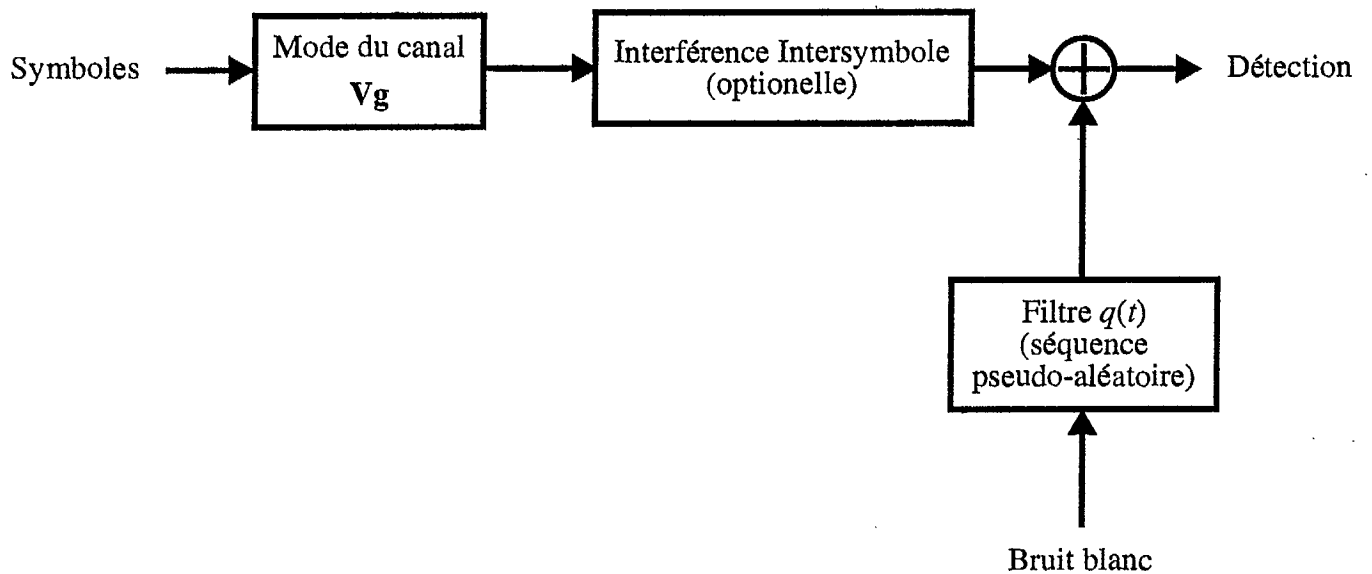 Symboles
Mode du canal
Vg
Interférence Intersymbole
(optionelle)
Détection
Filtre q(t)
(séquence
pseudo-aléatoire)
Bruit blanc